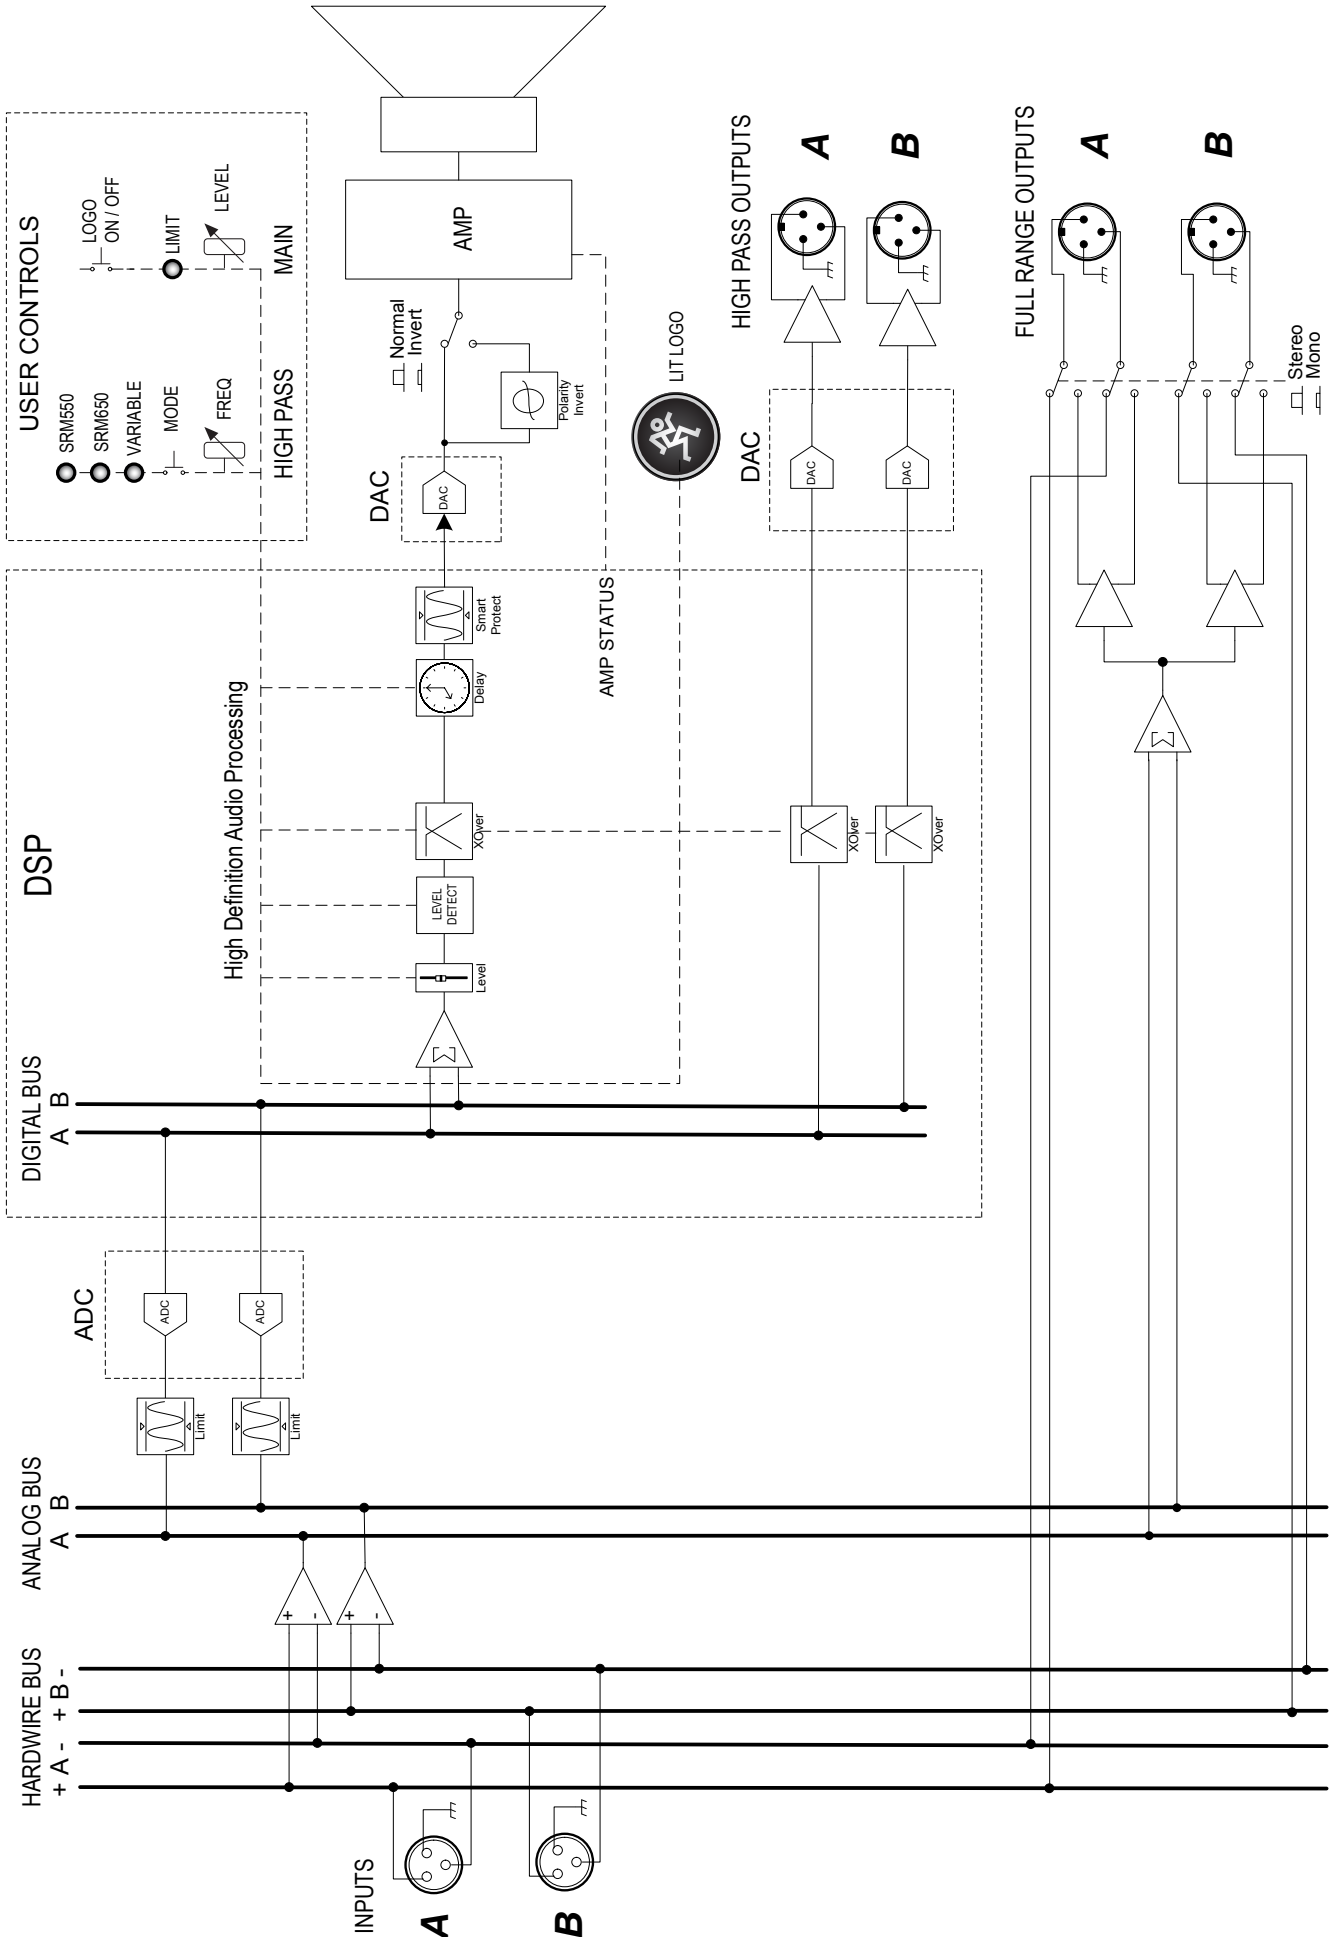 INPUTS
A
B
HARDWIRE BUS
+ A -
+ B -
+
-
+
-
ANALOG BUS
A
B
Limit
Limit
ADC
ADC
ADC
DIGITAL BUS
A
B
DSP
High Definition Audio Processing
Σ
Level
LEVEL
DETECT
XOver
Delay
Smart
Protect
XOver
XOver
AMP STATUS
USER CONTROLS
SRM550
SRM650
VARIABLE
MODE
FREQ
HIGH PASS
LOGO
ON / OFF
LIMIT
LEVEL
MAIN
DAC
DAC
Normal
Invert
Polarity
Invert
AMP
LIT LOGO
DAC
DAC
DAC
HIGH PASS OUTPUTS
A
B
Σ
Stereo
Mono
FULL RANGE OUTPUTS
A
B